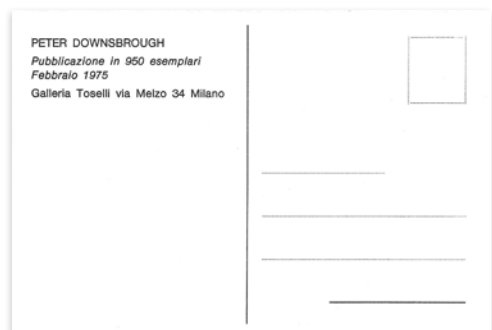 PETER DOWNSBROUGH
Pubblicazione in 950 esemplari
Febbraio 1975
Galleria Toselli via Melzo 34 Milano